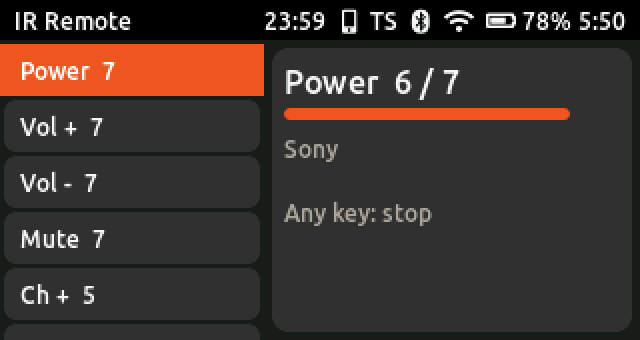 IR Remote 23:59 TS 78% 5:50
Power 7
Vol + 7
Vol - 7
Mute 7
Ch + 5
Power 6 / 7
Sony
Any key: stop